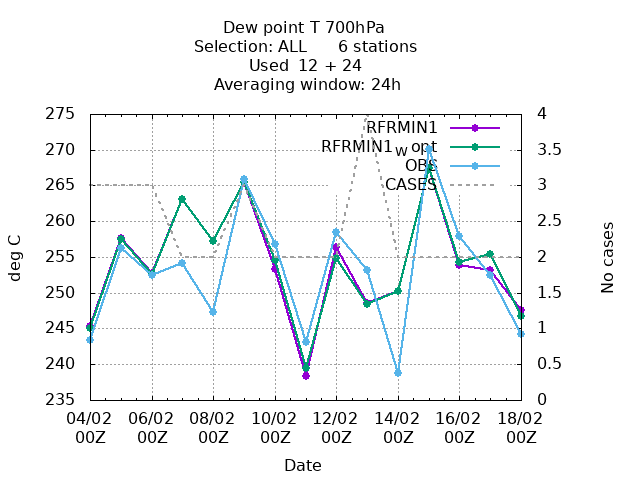 Dew point T 700hPa
Selection: ALL      6 stations
Used  12 + 24
Averaging window: 24h
RFRMIN1
RFRMIN1w opt
OBS
CASES
275
270
265
260
255
250
245
240
235
deg C
4
3.5
3
2.5
2
1.5
1
0.5
0
No cases
04/02 06/02 08/02 10/02 12/02 14/02 16/02 18/02
00Z 00Z 00Z 00Z 00Z 00Z 00Z 00Z
Date